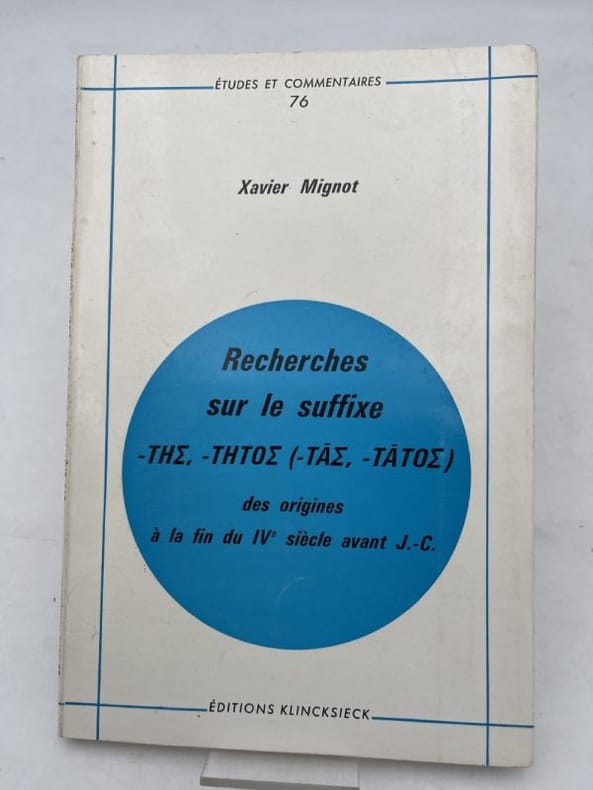 ÉTUDES ET COMMENTAIRES
76
Xavier Mignot
Recherches
sur le suffixe
-ΤΗΣ, -ΤΗΤΟΣ (-ΤᾹΣ, -ΤᾹΤΟΣ)
des origines
à la fin du IVᵉ siècle avant J.-C.
ÉDITIONS KLINCKSIECK